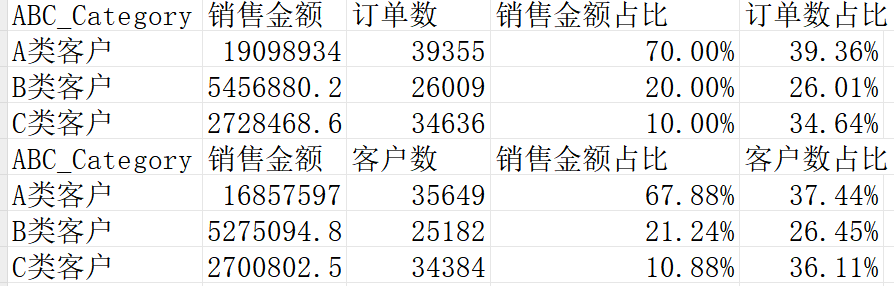 ABC_Category 销售金额 订单数 销售金额占比 订单数占比
A类客户 19098934 39355 70.00% 39.36%
B类客户 5456880.2 26009 20.00% 26.01%
C类客户 2728468.6 34636 10.00% 34.64%
ABC_Category 销售金额 客户数 销售金额占比 客户数占比
A类客户 16857597 35649 67.88% 37.44%
B类客户 5275094.8 25182 21.24% 26.45%
C类客户 2700802.5 34384 10.88% 36.11%